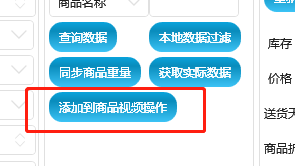 商品名称
查询数据 本地数据过滤
库存
同步商品重量 获取实际数据
价格
添加到商品视频操作
送货天
商品折